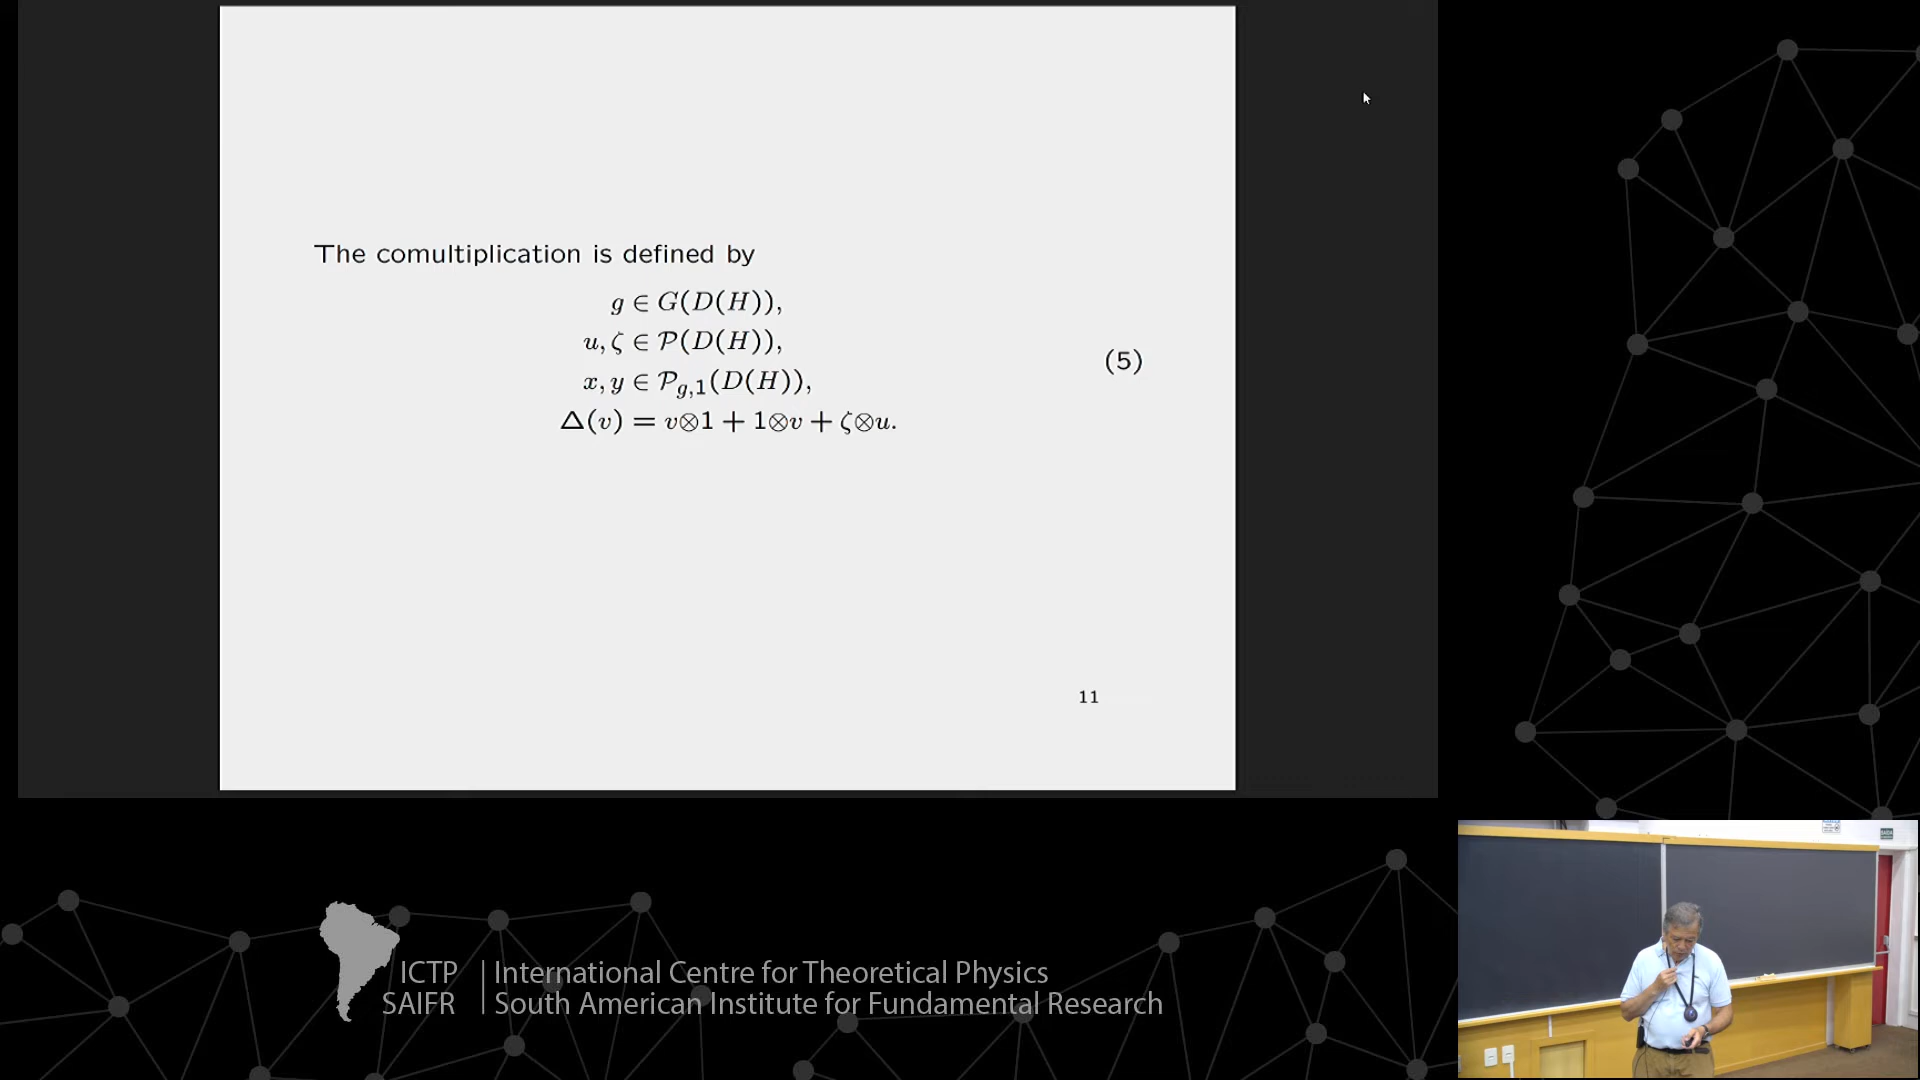 The comultiplication is defined by
g ∈ G(D(H)),
u, ζ ∈ 𝒫(D(H)),
x, y ∈ 𝒫_{g,1}(D(H)),
(5)
Δ(v) = v⊗1 + 1⊗v + ζ⊗u.
11
ICTP | International Centre for Theoretical Physics
SAIFR | South American Institute for Fundamental Research